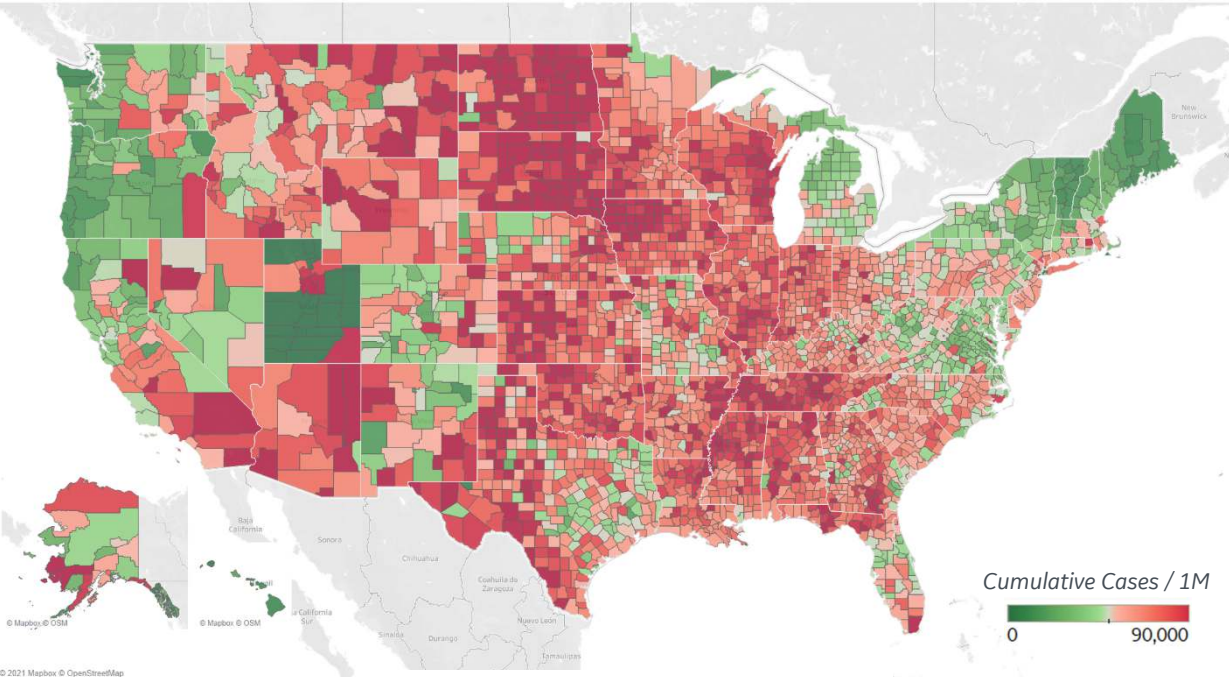 New
Brunswick
Baja
California
Sonora
Chihuahua
Coahuila de
Zaragoza
Nuevo León
Tamaulipas
Sinaloa
Durango
a California
Sur
© Mapbox © OSM
© Mapbox © OSM
Cumulative Cases / 1M
0
90,000
© 2021 Mapbox © OpenStreetMap